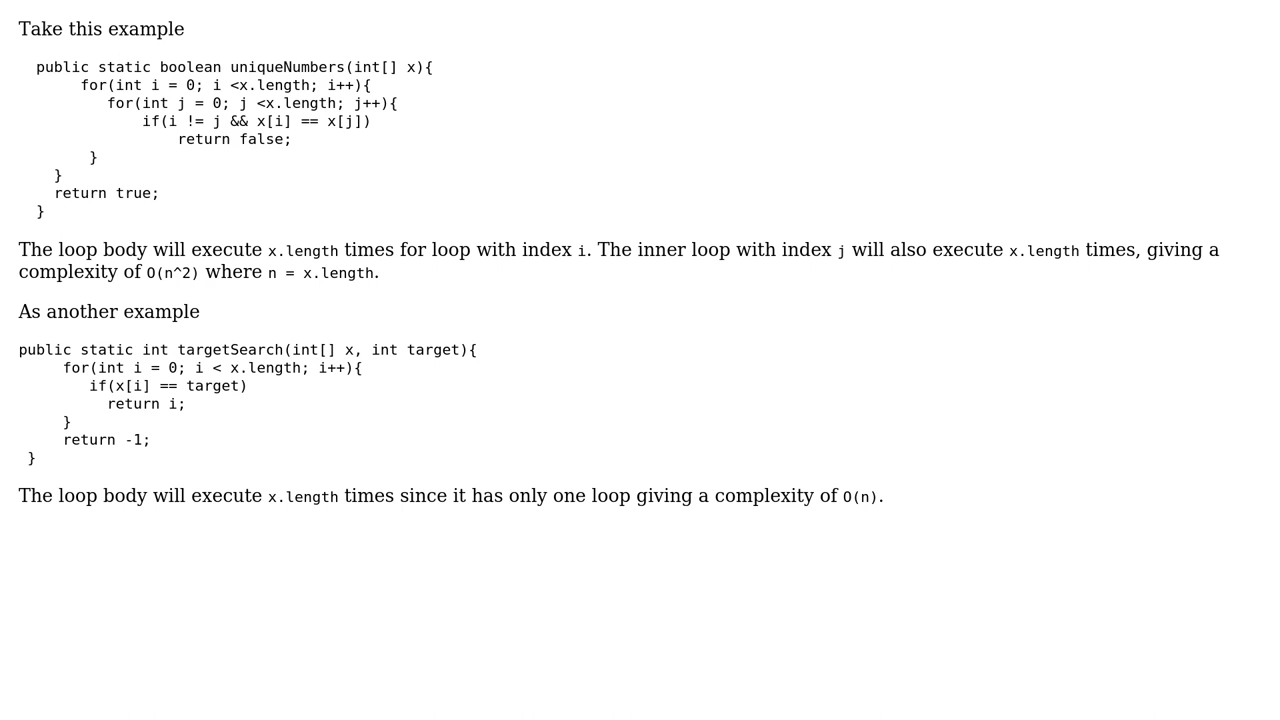 Take this example
public static boolean uniqueNumbers(int[] x){
for(int i = 0; i <x.length; i++){
for(int j = 0; j <x.length; j++){
if(i != j && x[i] == x[j])
return false;
}
}
return true;
}
The loop body will execute x.length times for loop with index i. The inner loop with index j will also execute x.length times, giving a
complexity of O(n^2) where n = x.length.
As another example
public static int targetSearch(int[] x, int target){
for(int i = 0; i < x.length; i++){
if(x[i] == target)
return i;
}
return -1;
}
The loop body will execute x.length times since it has only one loop giving a complexity of O(n).